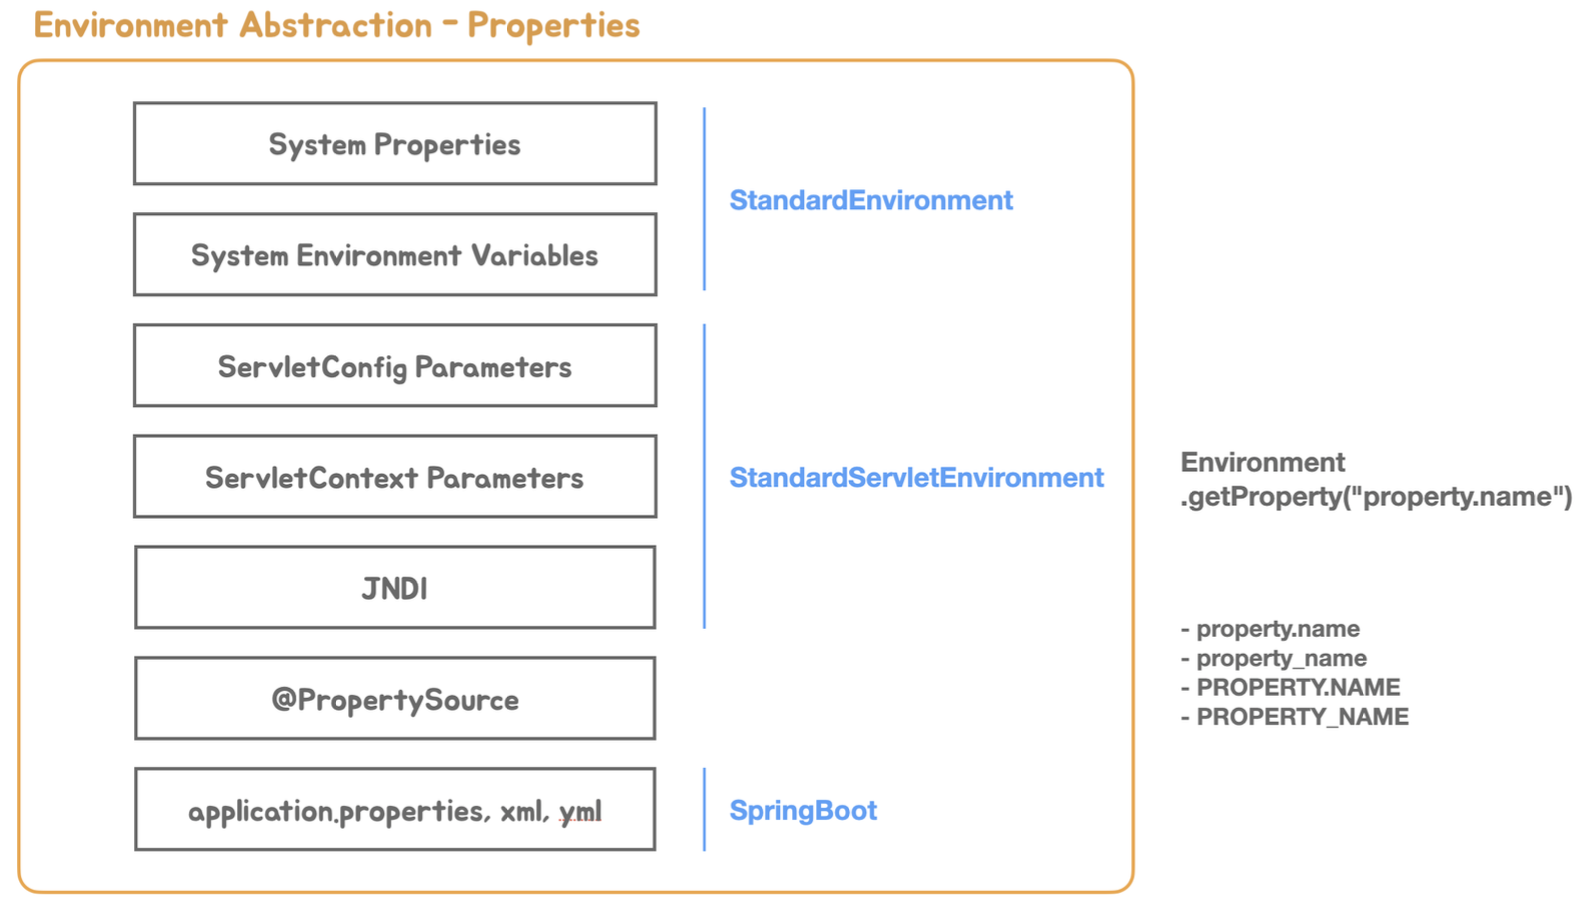 Environment Abstraction - Properties
System Properties
StandardEnvironment
System Environment Variables
ServletConfig Parameters
ServletContext Parameters
StandardServletEnvironment
JNDI
@PropertySource
application.properties, xml, yml
SpringBoot
Environment
.getProperty("property.name")
- property.name
- property_name
- PROPERTY.NAME
- PROPERTY_NAME